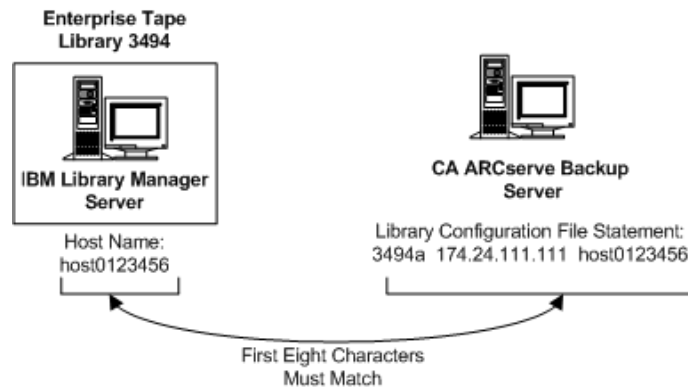 Enterprise Tape
Library 3494
IBM Library Manager
Server
Host Name:
host0123456
CA ARCserve Backup
Server
Library Configuration File Statement:
3494a 174.24.111.111 host0123456
First Eight Characters
Must Match